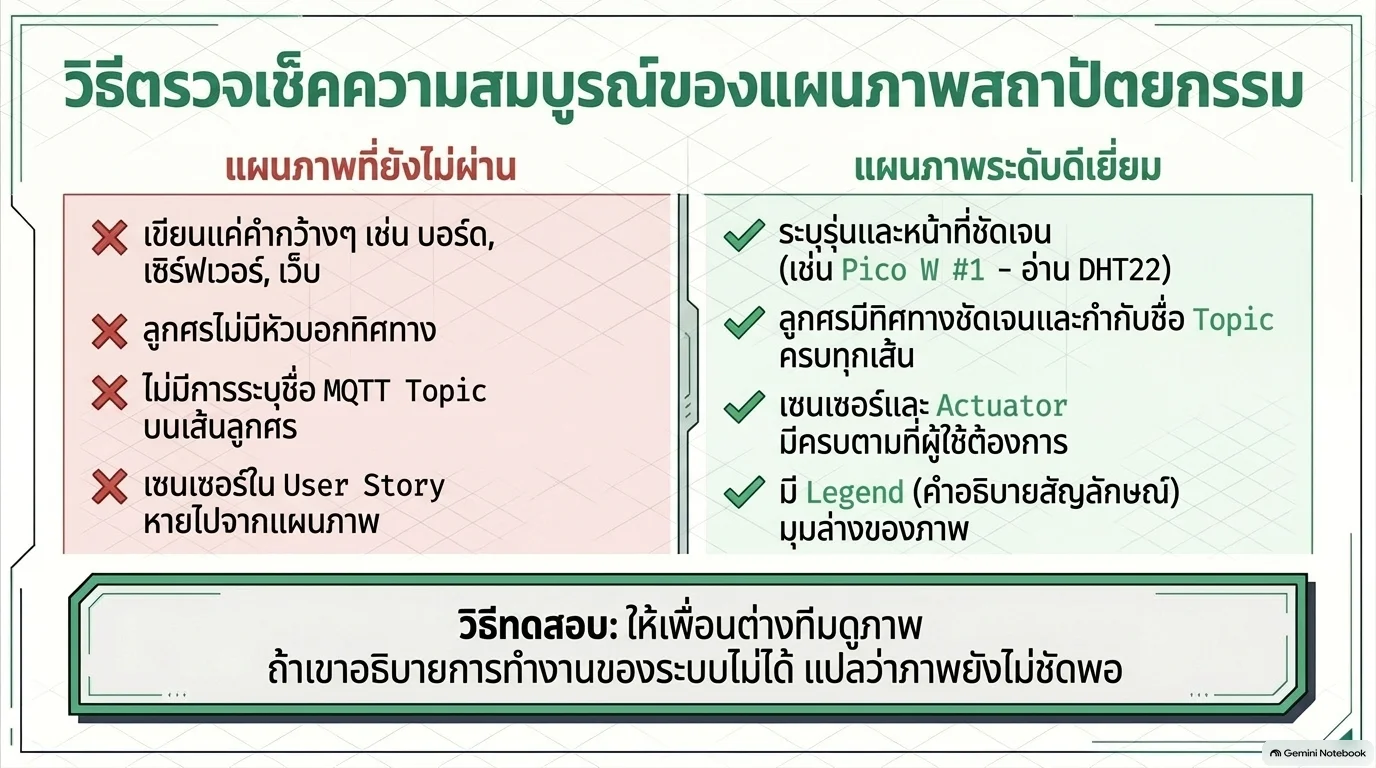 วิธีตรวจเช็คความสมบูรณ์ของแผนภาพสถาปัตยกรรม
แผนภาพที่ยังไม่ผ่าน
เขียนแค่คำกว้างๆ เช่น บอร์ด,
เซิร์ฟเวอร์, เว็บ
ลูกศรไม่มีหัวบอกทิศทาง
ไม่มีการระบุชื่อ MQTT Topic
บนเส้นลูกศร
เซนเซอร์ใน User Story
หายไปจากแผนภาพ
แผนภาพระดับดีเยี่ยม
ระบุรุ่นและหน้าที่ชัดเจน
(เช่น Pico W #1 - อ่าน DHT22)
ลูกศรมีทิศทางชัดเจนและกำกับชื่อ Topic
ครบทุกเส้น
เซนเซอร์และ Actuator
มีครบตามที่ผู้ใช้ต้องการ
มี Legend (คำอธิบายสัญลักษณ์)
มุมล่างของภาพ
วิธีทดสอบ: ให้เพื่อนต่างทีมดูภาพ
ถ้าเขาอธิบายการทำงานของระบบไม่ได้ แปลว่าภาพยังไม่ชัดพอ
Gemini Notebook